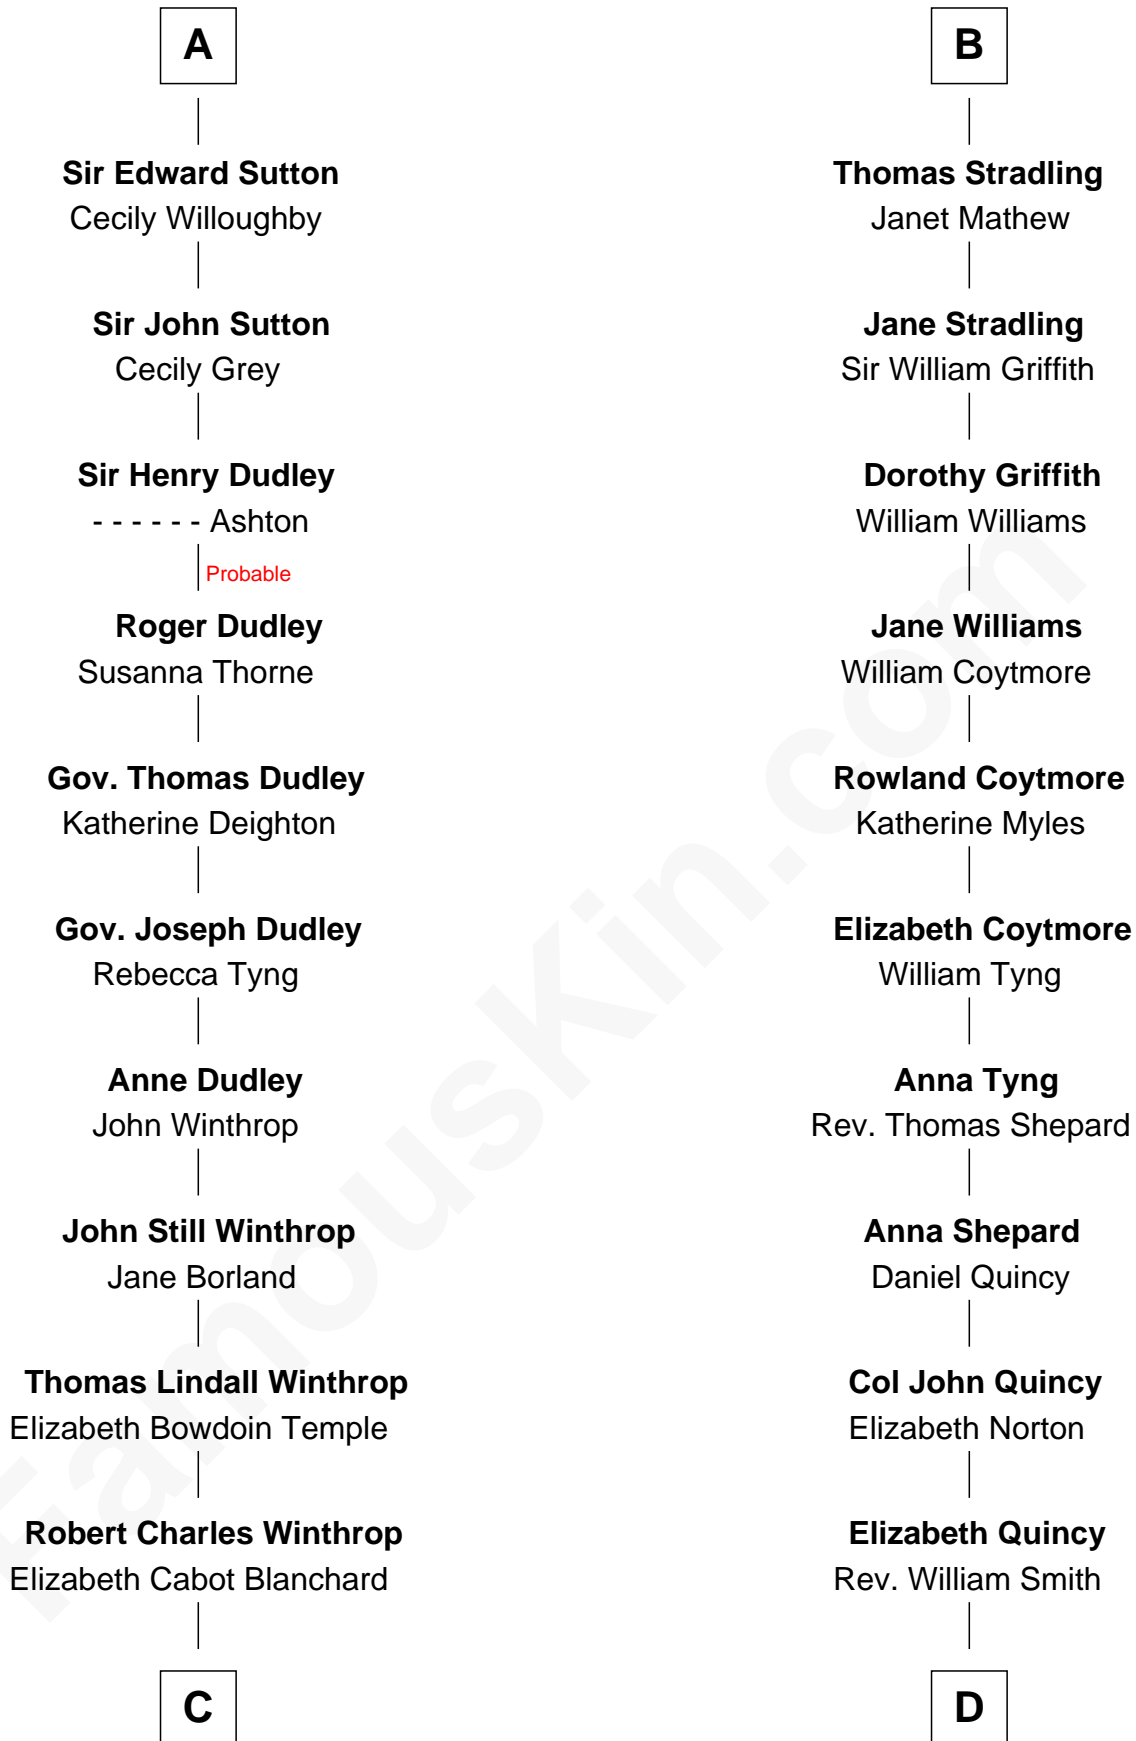 A
Sir Edward Sutton
Cecily Willoughby
Sir John Sutton
Cecily Grey
Sir Henry Dudley
- - - - - - Ashton
Probable
Roger Dudley
Susanna Thorne
Gov. Thomas Dudley
Katherine Deighton
Gov. Joseph Dudley
Rebecca Tyng
Anne Dudley
John Winthrop
John Still Winthrop
Jane Borland
Thomas Lindall Winthrop
Elizabeth Bowdoin Temple
Robert Charles Winthrop
Elizabeth Cabot Blanchard
C
B
Thomas Stradling
Janet Mathew
Jane Stradling
Sir William Griffith
Dorothy Griffith
William Williams
Jane Williams
William Coytmore
Rowland Coytmore
Katherine Myles
Elizabeth Coytmore
William Tyng
Anna Tyng
Rev. Thomas Shepard
Anna Shepard
Daniel Quincy
Col John Quincy
Elizabeth Norton
Elizabeth Quincy
Rev. William Smith
D
FamousKin.com